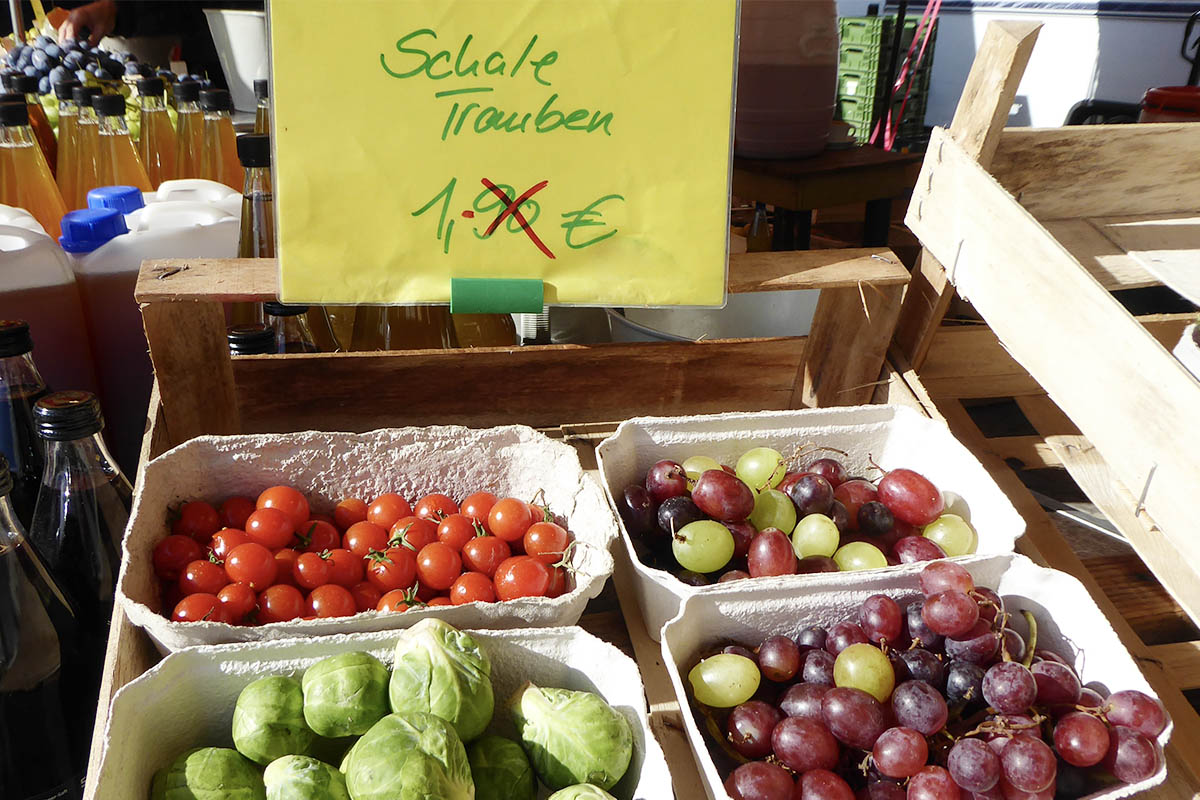 Schale
Trauben
1,90 €